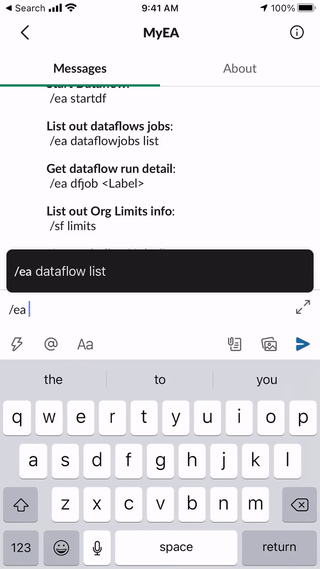 Search
9:41 AM
100%
MyEA
Messages
About
/ea startdf
List out dataflows jobs:
/ea dataflowjobs list
Get dataflow run detail:
/ea dfjob <Label>
List out Org Limits info:
/sf limits
/ea dataflow list
/ea
Aa
the
to
you
q w e r t y u i o p
a s d f g h j k l
z x c v b n m
123
space
return